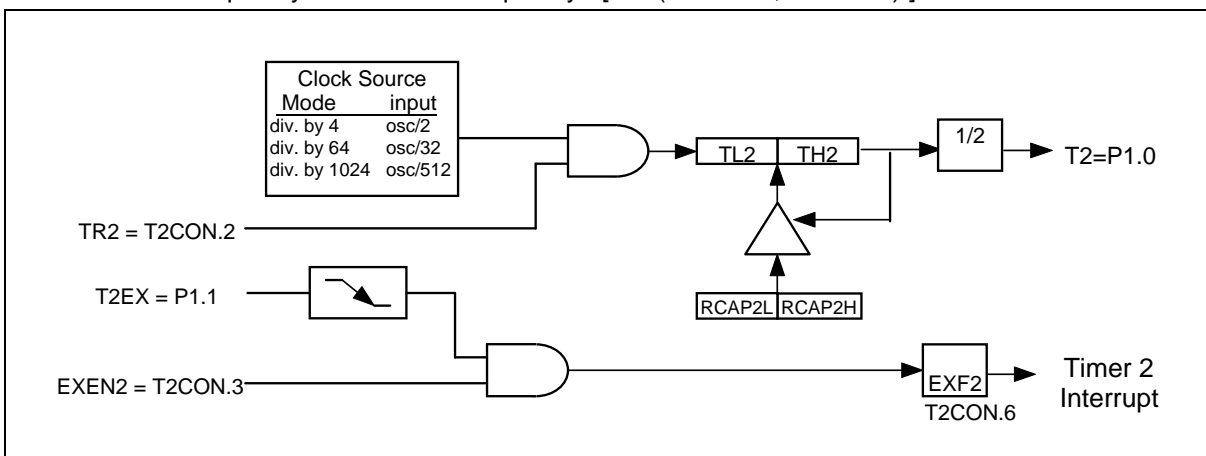 Clock Source
Mode input
div. by 4 osc/2
div. by 64 osc/32
div. by 1024 osc/512
TL2 TH2
1/2
T2=P1.0
TR2 = T2CON.2
T2EX = P1.1
RCAP2L RCAP2H
EXEN2 = T2CON.3
EXF2
T2CON.6
Timer 2
Interrupt